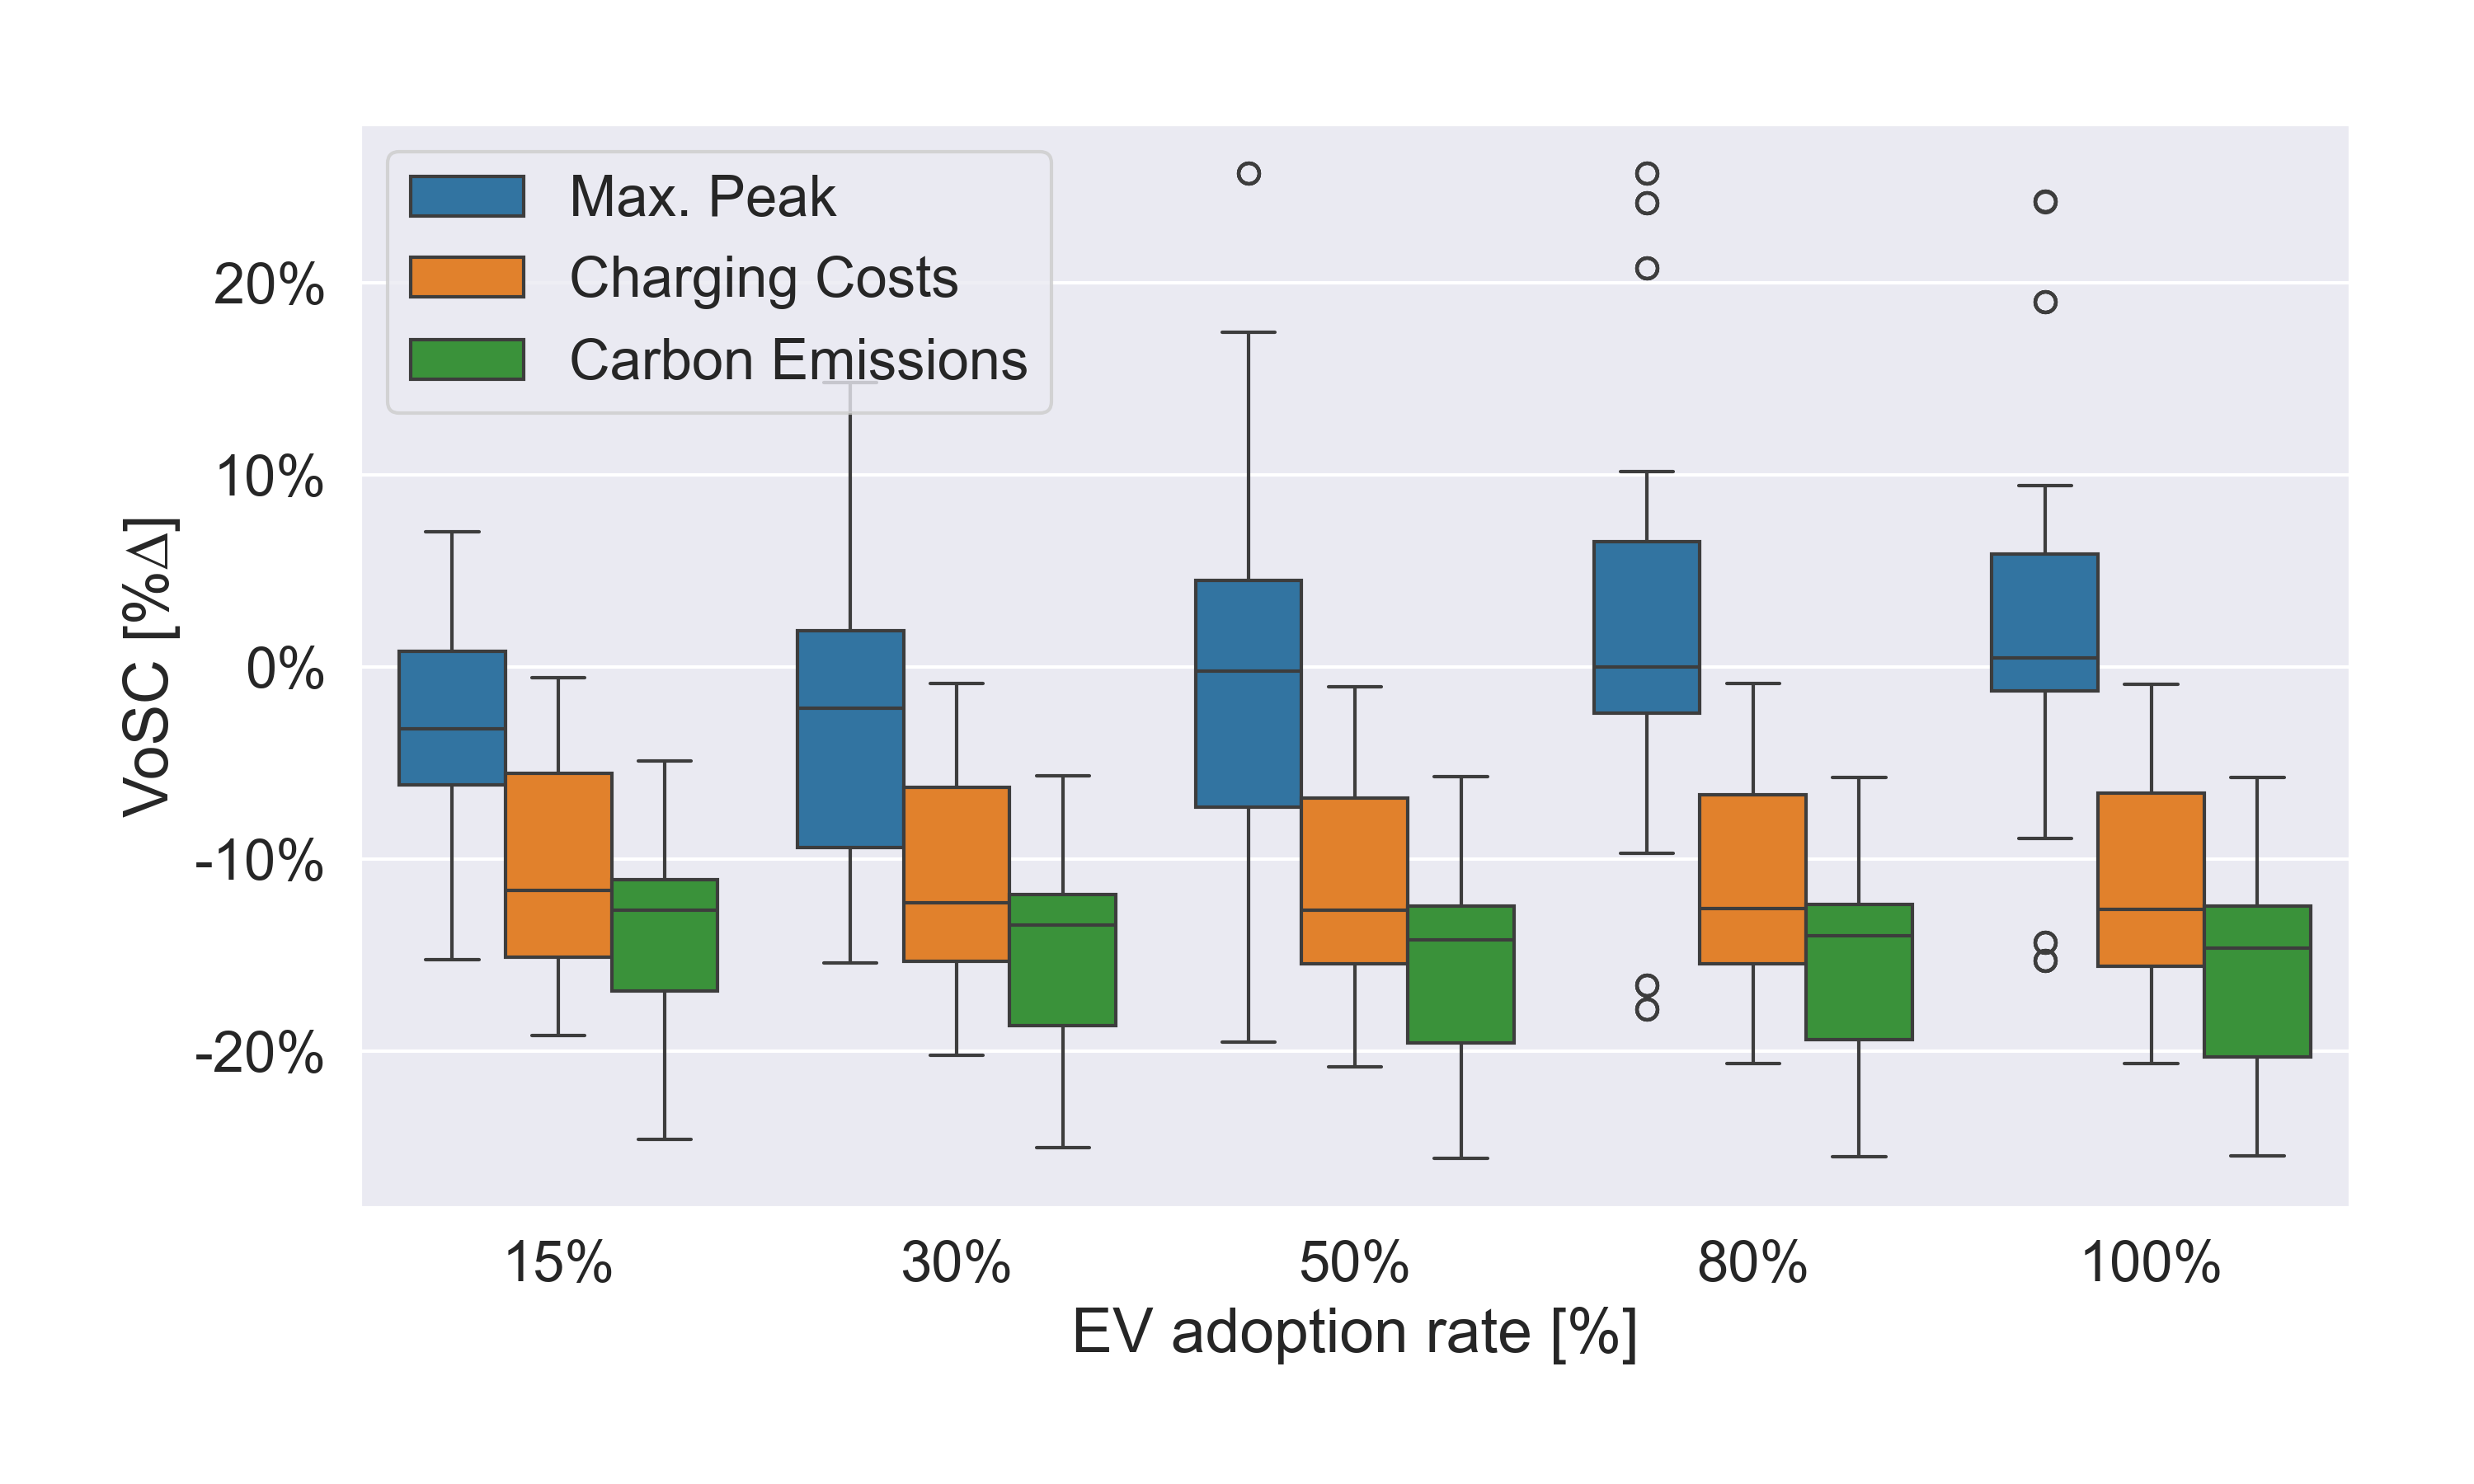 Max. Peak
Charging Costs
Carbon Emissions
20%
10%
0%
-10%
-20%
VoSC [%Δ]
15% 30% 50% 80% 100%
EV adoption rate [%]